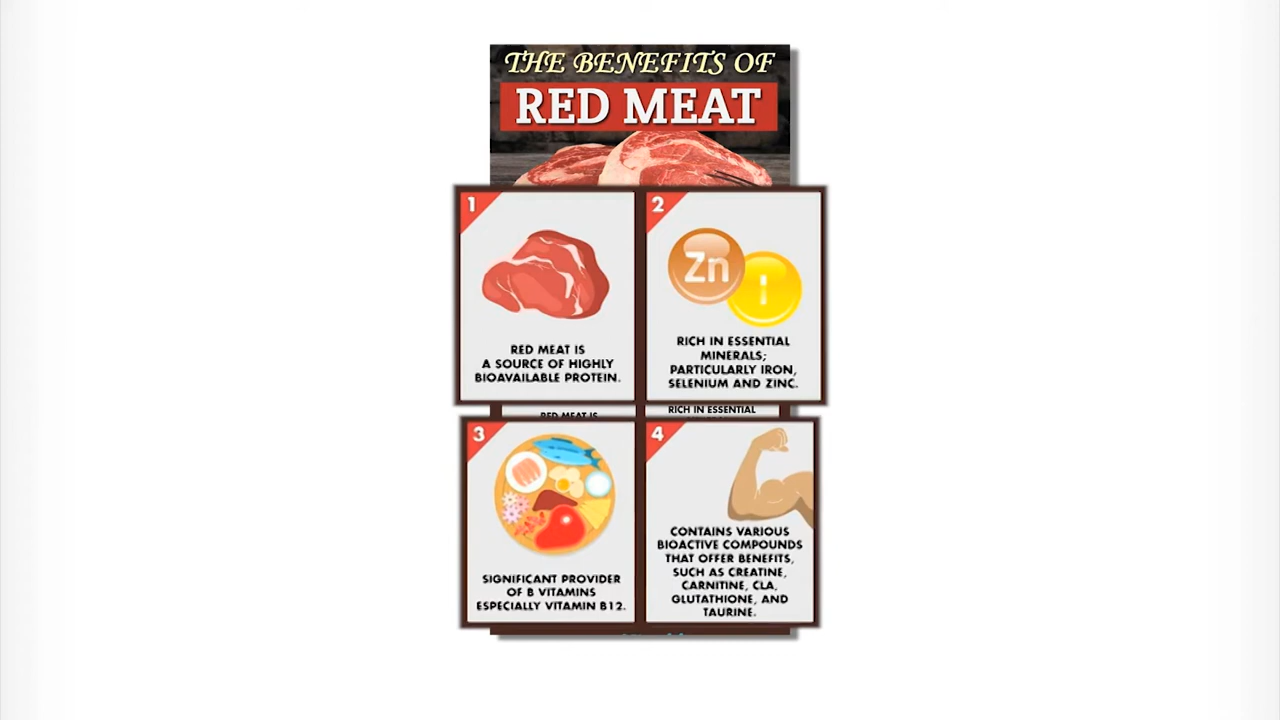 THE BENEFITS OF
RED MEAT
1
RED MEAT IS
A SOURCE OF HIGHLY
BIOAVAILABLE PROTEIN.
2
Zn
I
RICH IN ESSENTIAL
MINERALS;
PARTICULARLY IRON,
SELENIUM AND ZINC.
RED MEAT IS
RICH IN ESSENTIAL
3
SIGNIFICANT PROVIDER
OF B VITAMINS
ESPECIALLY VITAMIN B12.
4
CONTAINS VARIOUS
BIOACTIVE COMPOUNDS
THAT OFFER BENEFITS,
SUCH AS CREATINE,
CARNITINE, CLA,
GLUTATHIONE, AND
TAURINE.